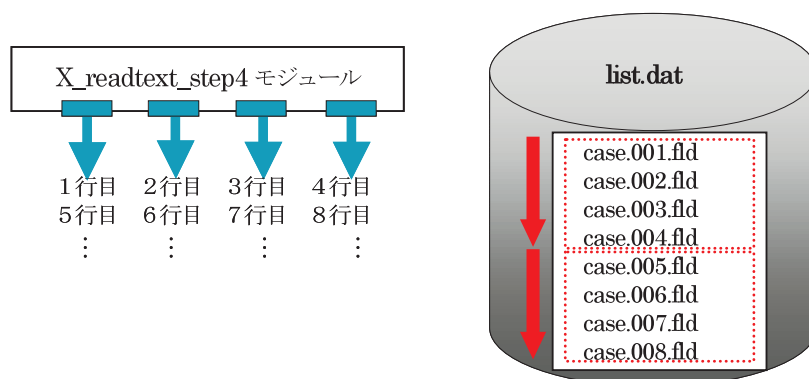 X_readtext_step4 モジュール
1行目 2行目 3行目 4行目
5行目 6行目 7行目 8行目
⋮ ⋮ ⋮ ⋮
list.dat
case.001.fld
case.002.fld
case.003.fld
case.004.fld
case.005.fld
case.006.fld
case.007.fld
case.008.fld